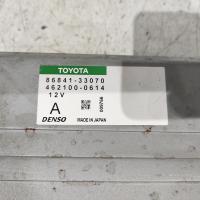 TOYOTA
86841-33070
462100-0614
12V
A
DENSO MADE IN JAPAN